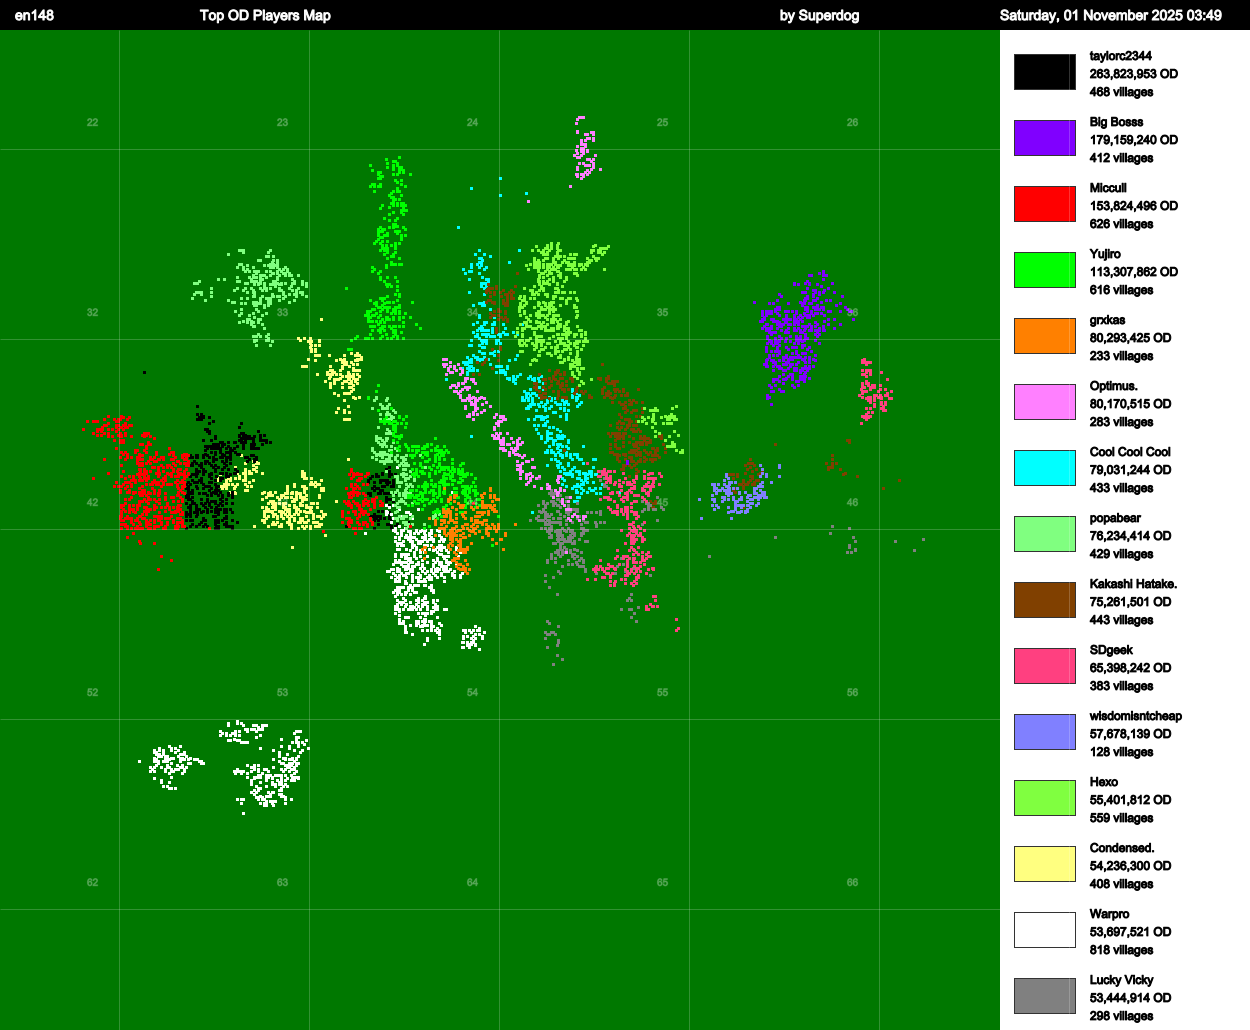 en148 Top OD Players Map by Superdog Saturday, 01 November 2025 03:49
taylorc2344
263,823,953 OD
468 villages
Big Bosss
179,159,240 OD
412 villages
Miccull
153,824,496 OD
626 villages
Yujiro
113,307,862 OD
616 villages
grxkas
80,293,425 OD
233 villages
Optimus.
80,170,515 OD
283 villages
Cool Cool Cool
79,031,244 OD
433 villages
popabear
76,234,414 OD
429 villages
Kakashi Hatake.
75,261,501 OD
443 villages
SDgeek
65,398,242 OD
383 villages
wisdomisntcheap
57,678,139 OD
128 villages
Hexo
55,401,812 OD
559 villages
Condensed.
54,236,300 OD
408 villages
Warpro
53,697,521 OD
818 villages
Lucky Vicky
53,444,914 OD
298 villages
22 23 24 25 26
32 33 34 35 36
42 43 44 45 46
52 53 54 55 56
62 63 64 65 66